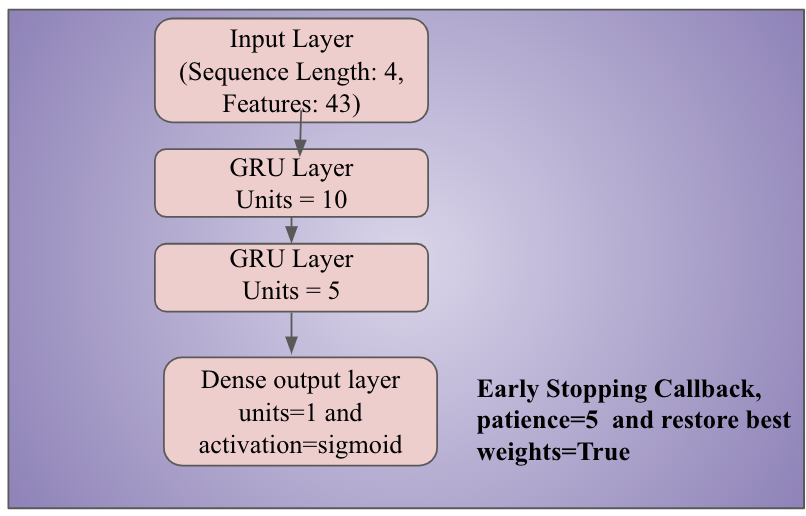 Input Layer
(Sequence Length: 4,
Features: 43)
GRU Layer
Units = 10
GRU Layer
Units = 5
Dense output layer
units=1 and
activation=sigmoid
Early Stopping Callback,
patience=5  and restore best
weights=True